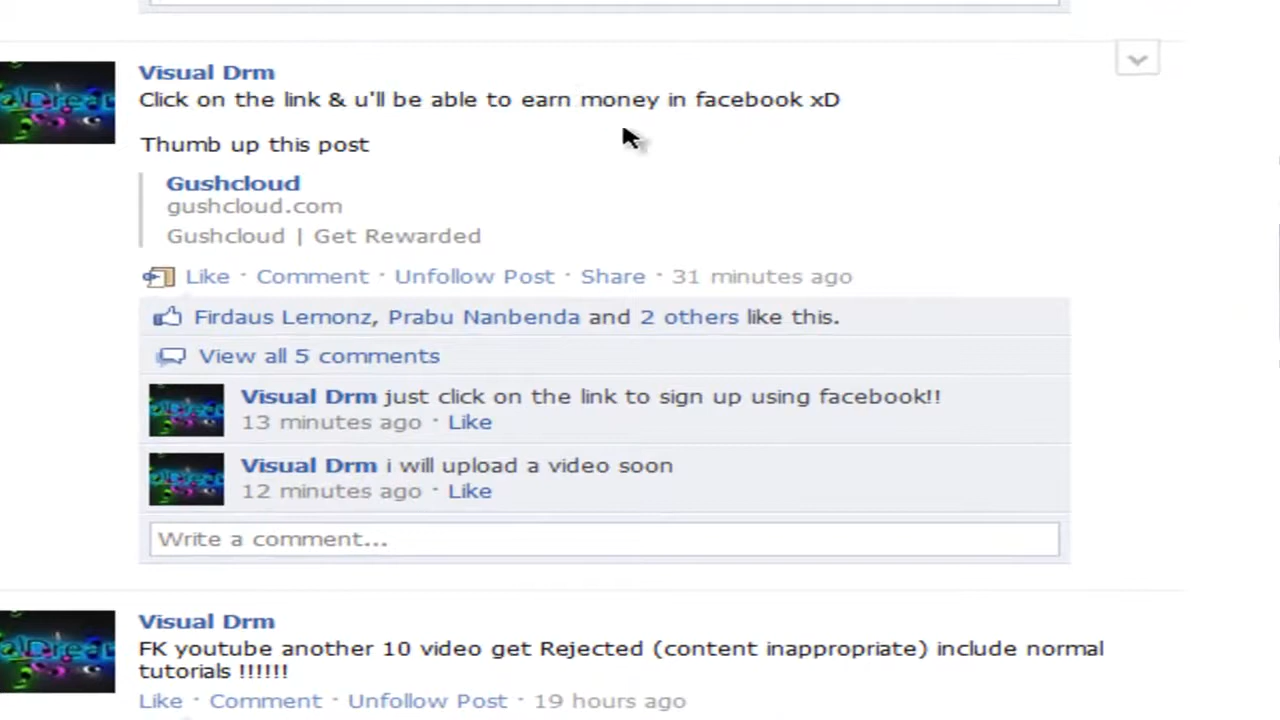 Visual Drm
Click on the link & u'll be able to earn money in facebook xD
Thumb up this post
Gushcloud
gushcloud.com
Gushcloud | Get Rewarded
Like · Comment · Unfollow Post · Share · 31 minutes ago
Firdaus Lemonz, Prabu Nanbenda and 2 others like this.
View all 5 comments
Visual Drm just click on the link to sign up using facebook!!
13 minutes ago · Like
Visual Drm i will upload a video soon
12 minutes ago · Like
Write a comment...
Visual Drm
FK youtube another 10 video get Rejected (content inappropriate) include normal
tutorials !!!!!!
Like · Comment · Unfollow Post · 19 hours ago